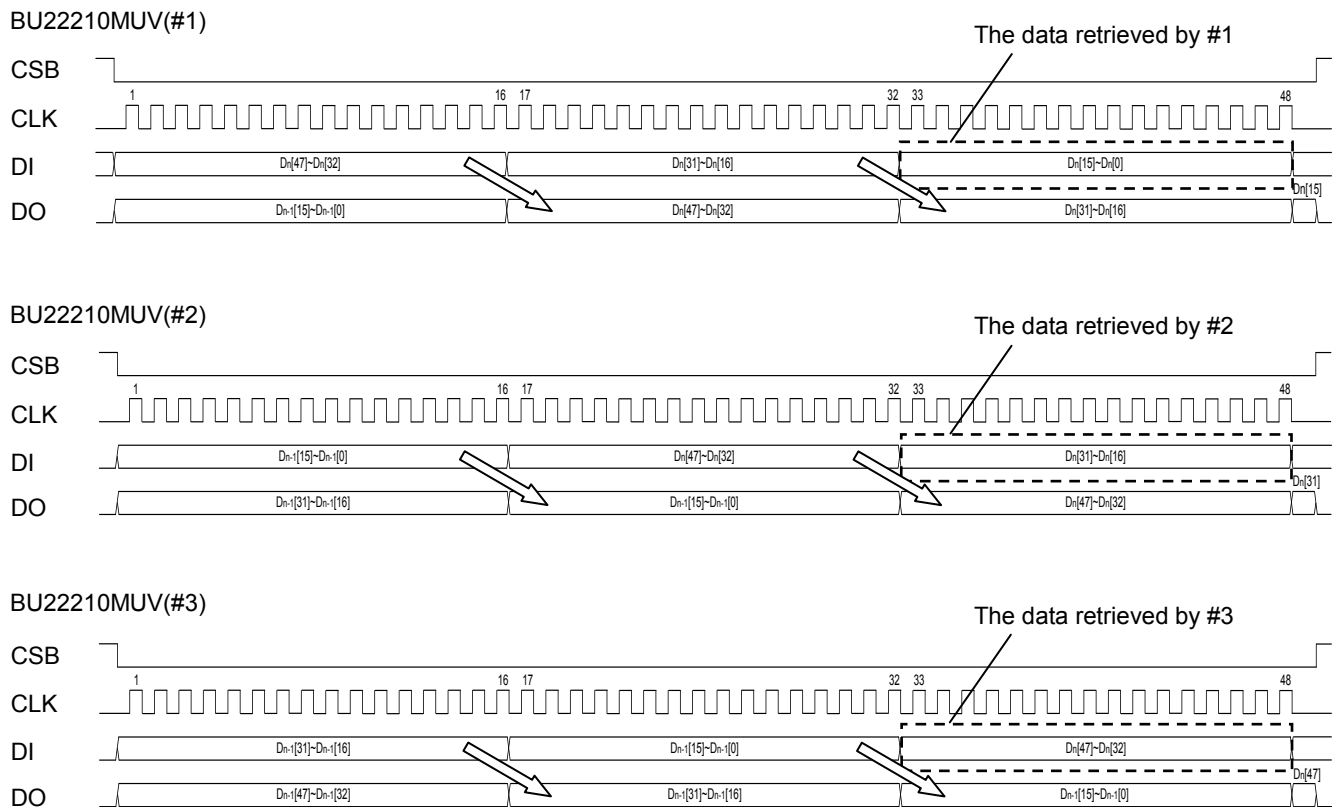 BU22210MUV(#1)
The data retrieved by #1
CSB
1 16 17 32 33 48
CLK
DI Dn[47]~Dn[32] Dn[31]~Dn[16] Dn[15]~Dn[0]
Dn[15]
DO Dn-1[15]~Dn-1[0] Dn[47]~Dn[32] Dn[31]~Dn[16]
BU22210MUV(#2)
The data retrieved by #2
CSB
1 16 17 32 33 48
CLK
DI Dn-1[15]~Dn-1[0] Dn[47]~Dn[32] Dn[31]~Dn[16]
Dn[31]
DO Dn-1[31]~Dn-1[16] Dn-1[15]~Dn-1[0] Dn[47]~Dn[32]
BU22210MUV(#3)
The data retrieved by #3
CSB
1 16 17 32 33 48
CLK
DI Dn-1[31]~Dn-1[16] Dn-1[15]~Dn-1[0] Dn[47]~Dn[32]
Dn[47]
DO Dn-1[47]~Dn-1[32] Dn-1[31]~Dn-1[16] Dn-1[15]~Dn-1[0]